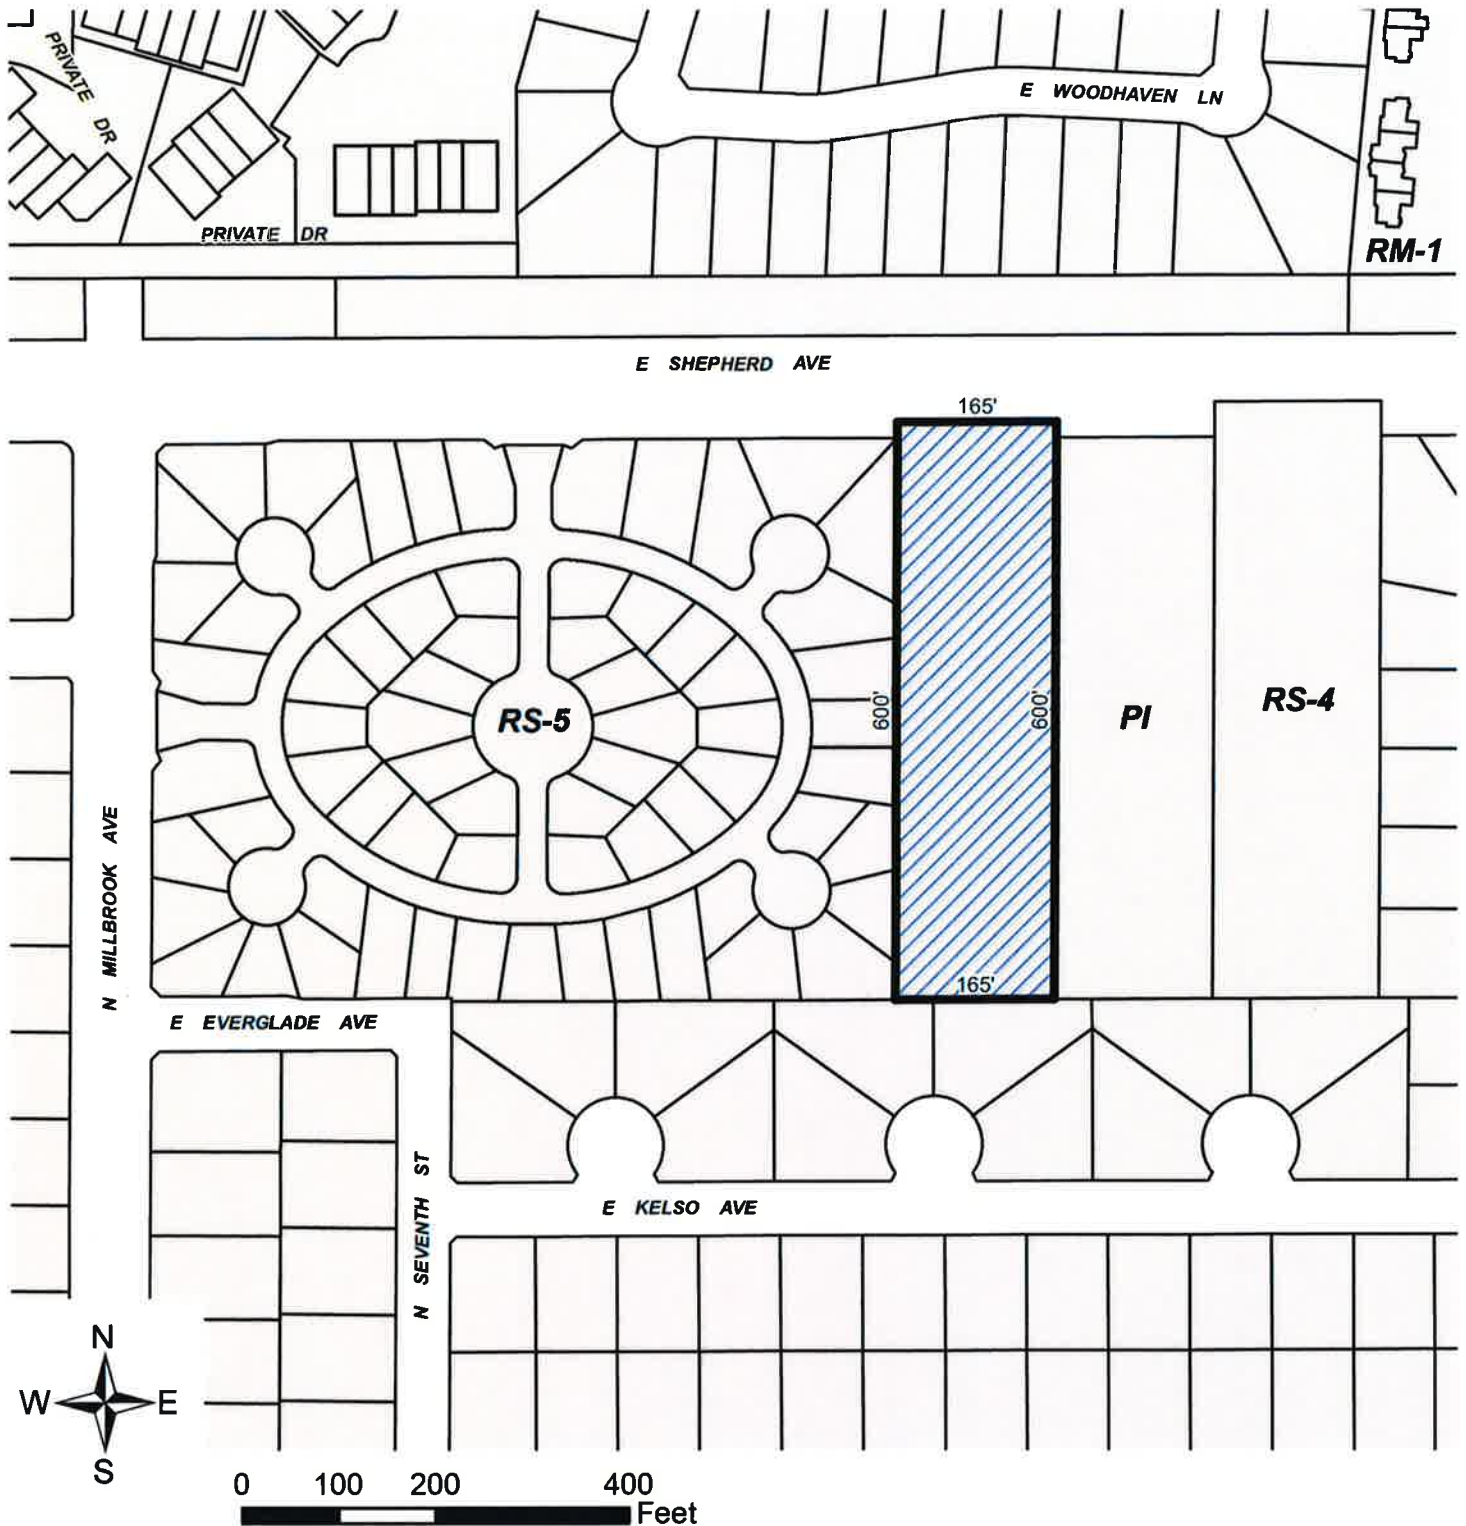 PRIVATE DR
E WOODHAVEN LN
PRIVATE DR
RM-1
E SHEPHERD AVE
165'
RS-5
600'
600'
PI
RS-4
N MILLBROOK AVE
165'
E EVERGLADE AVE
N SEVENTH ST
E KELSO AVE
N
W E
S
0 100 200 400
Feet